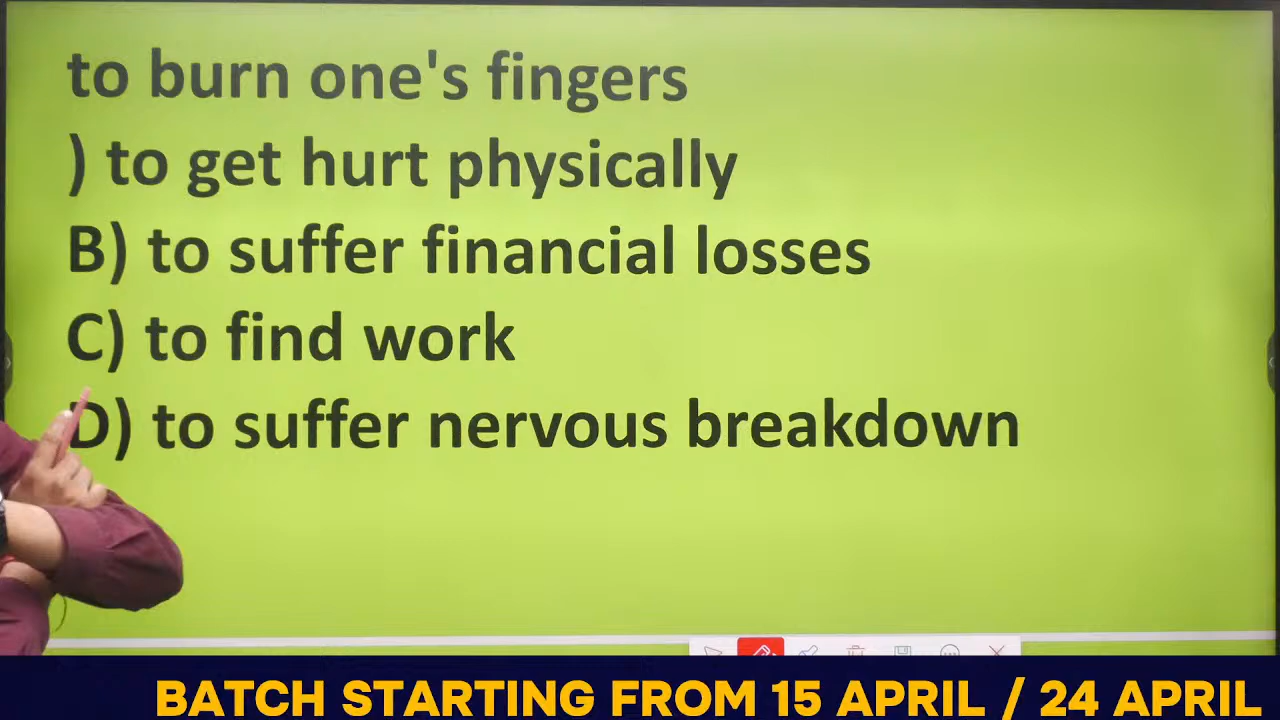 to burn one's fingers
) to get hurt physically
B) to suffer financial losses
C) to find work
D) to suffer nervous breakdown
BATCH STARTING FROM 15 APRIL / 24 APRIL